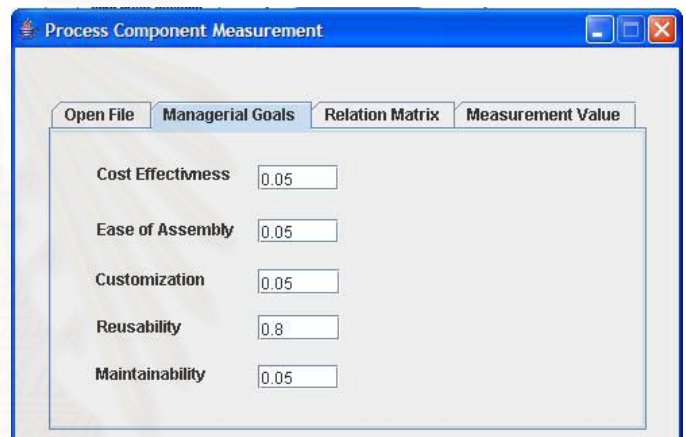 Process Component Measurement
Open File Managerial Goals Relation Matrix Measurement Value
Cost Effectivness 0.05
Ease of Assembly 0.05
Customization 0.05
Reusability 0.8
Maintainability 0.05